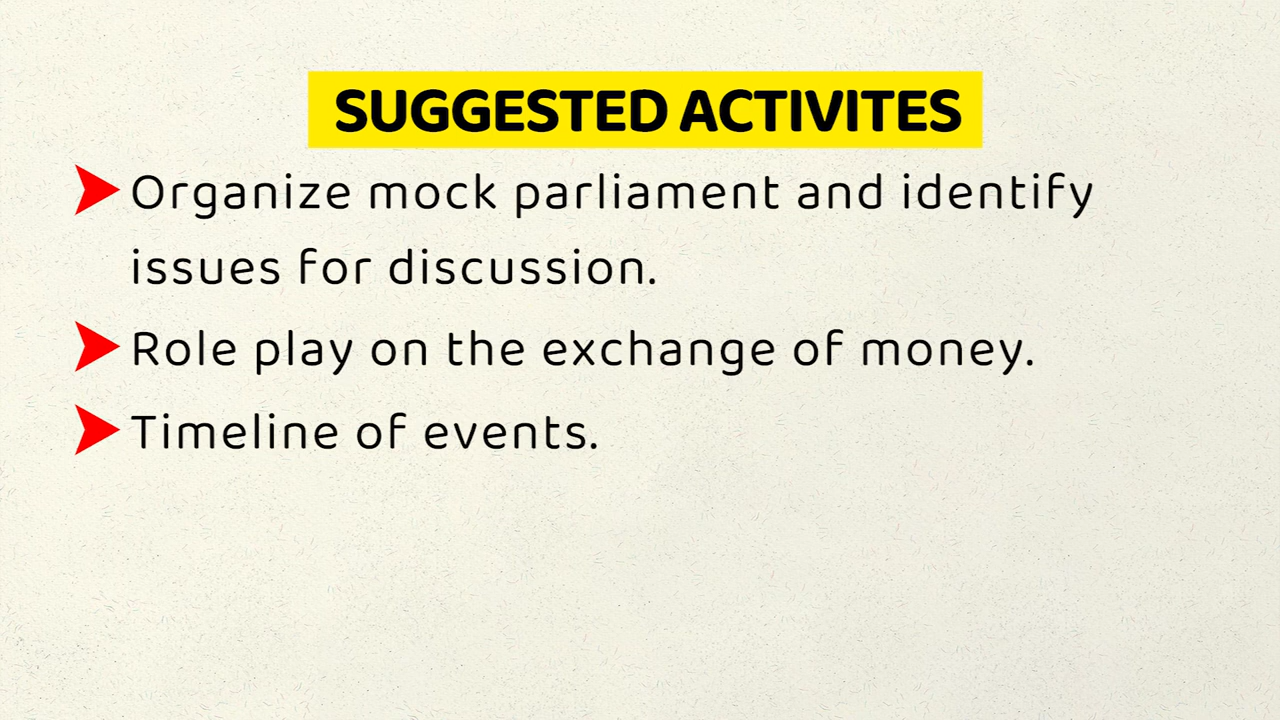 SUGGESTED ACTIVITES
Organize mock parliament and identify
issues for discussion.
Role play on the exchange of money.
Timeline of events.